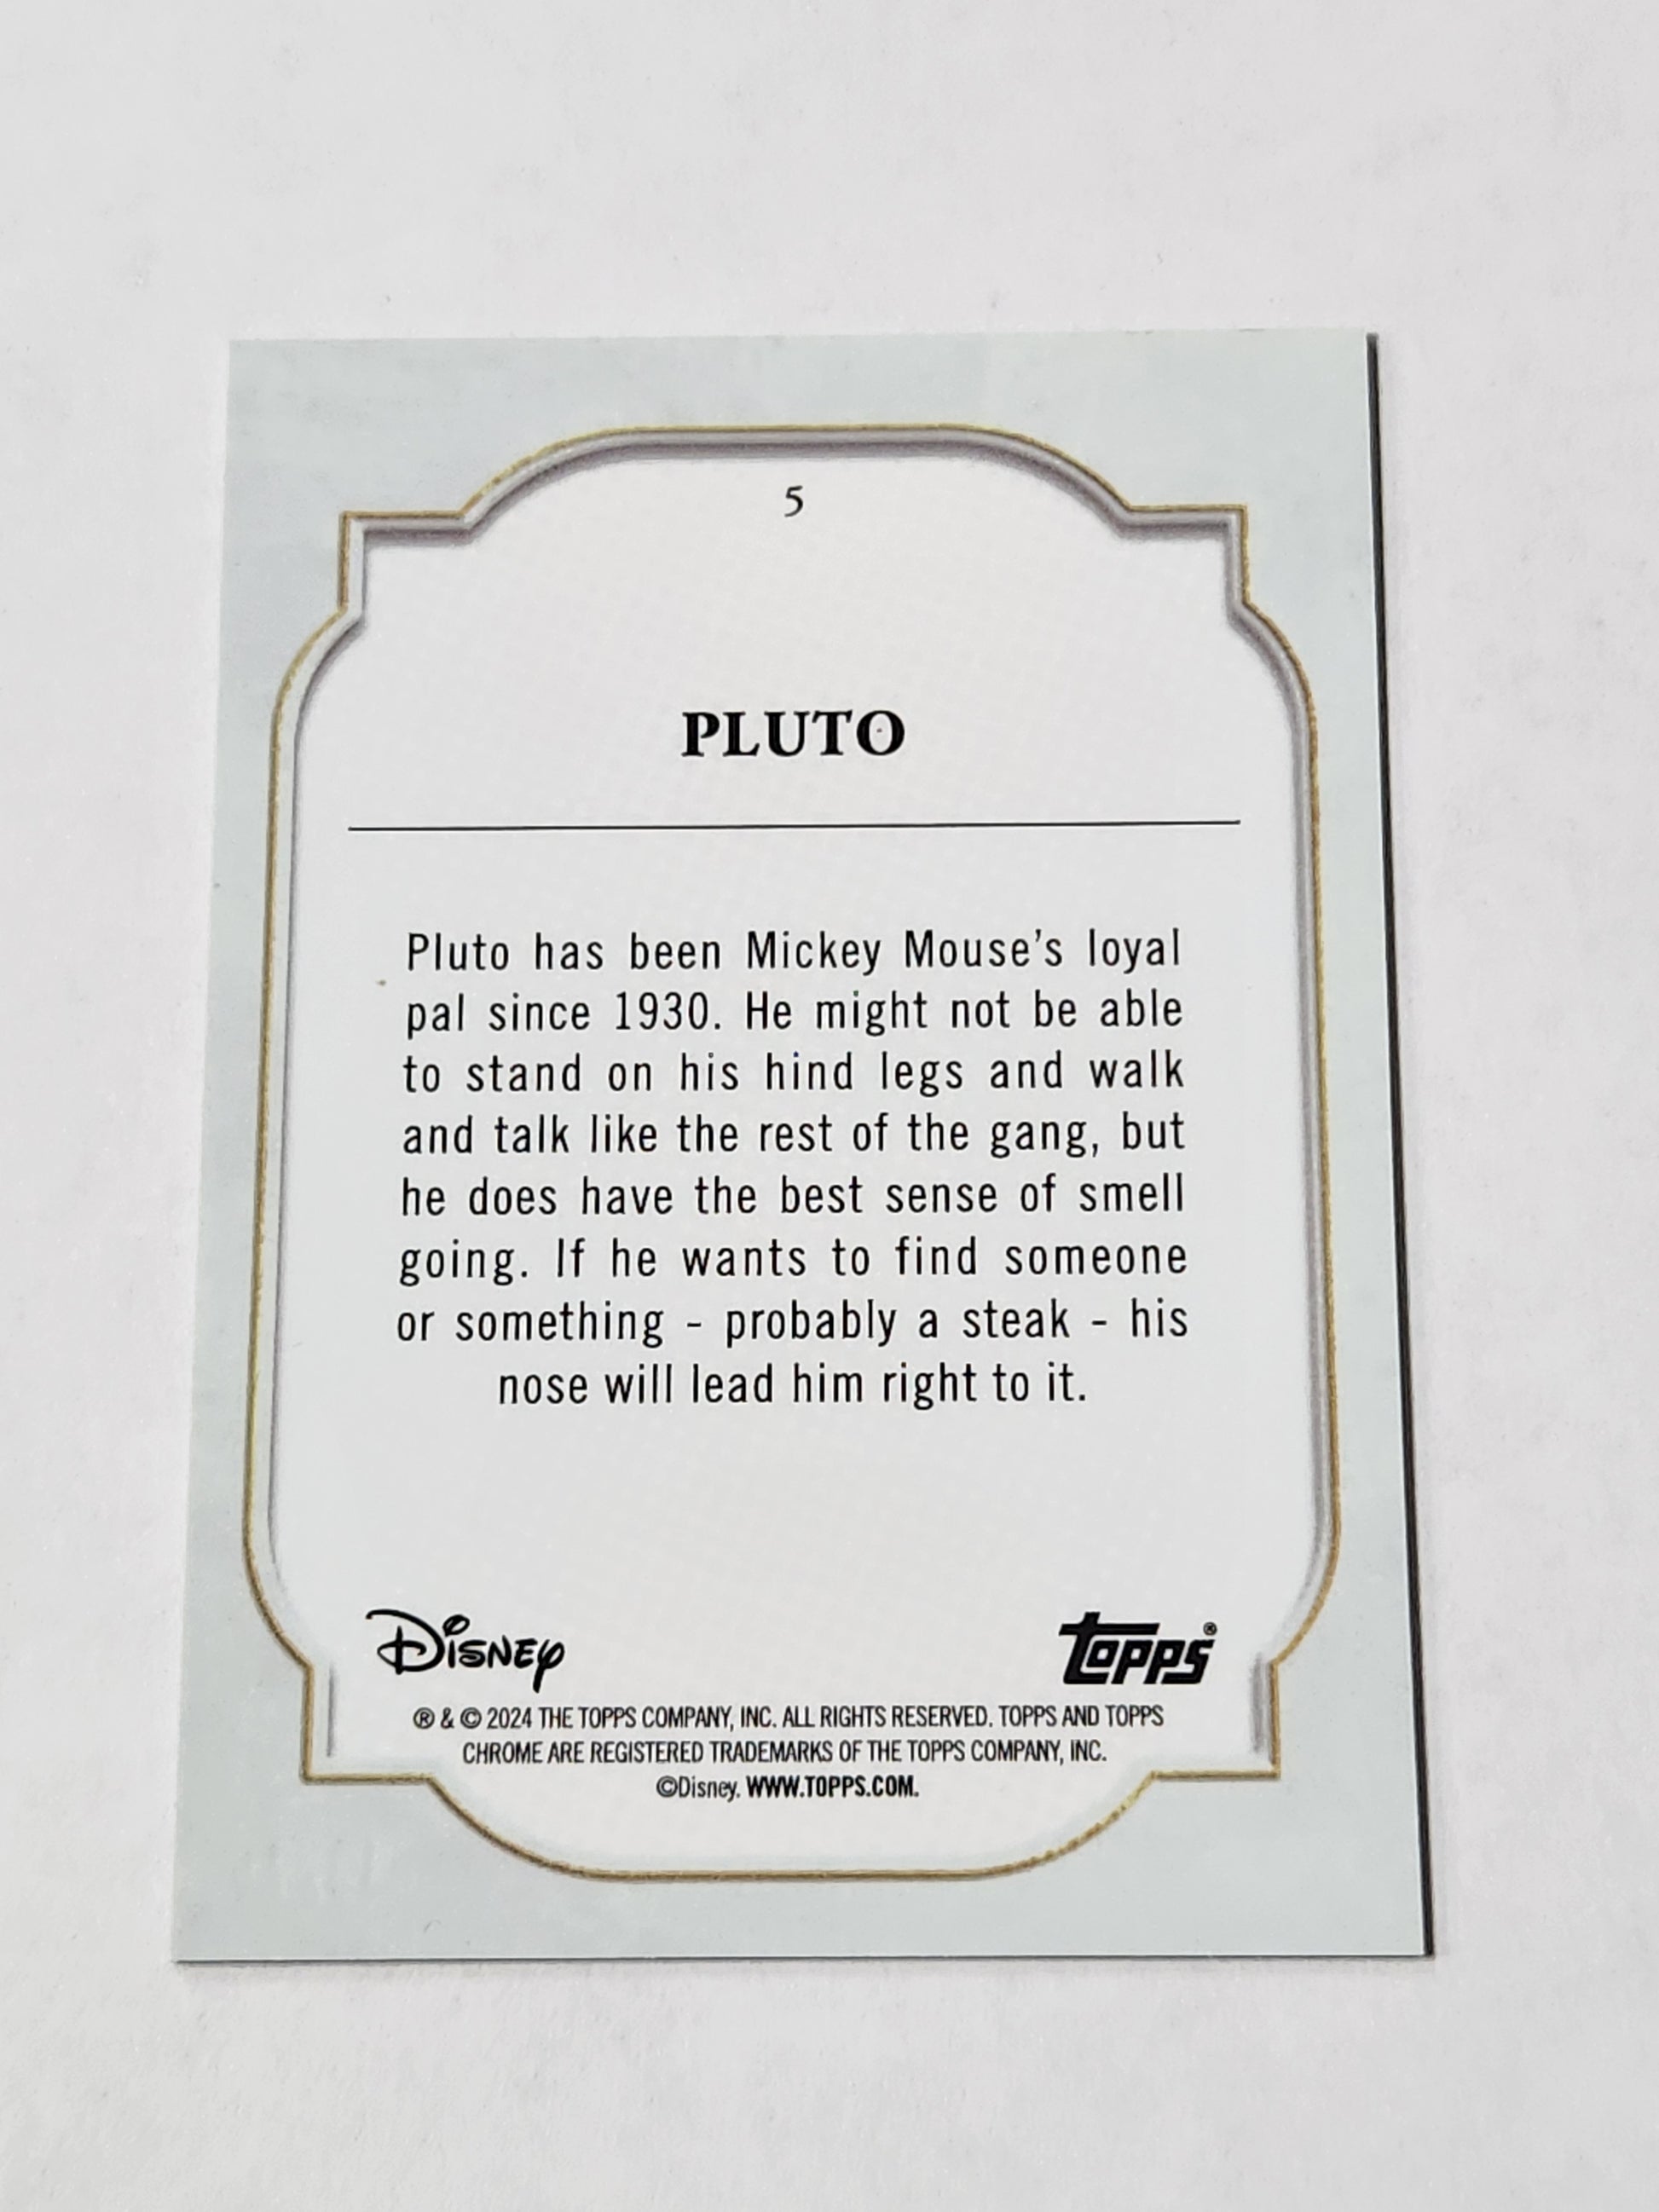 5
PLUTO
Pluto has been Mickey Mouse’s loyal
pal since 1930. He might not be able
to stand on his hind legs and walk
and talk like the rest of the gang, but
he does have the best sense of smell
going. If he wants to find someone
or something - probably a steak - his
nose will lead him right to it.
Disney
topps®
® & © 2024 THE TOPPS COMPANY, INC. ALL RIGHTS RESERVED. TOPPS AND TOPPS
CHROME ARE REGISTERED TRADEMARKS OF THE TOPPS COMPANY, INC.
©Disney. WWW.TOPPS.COM.